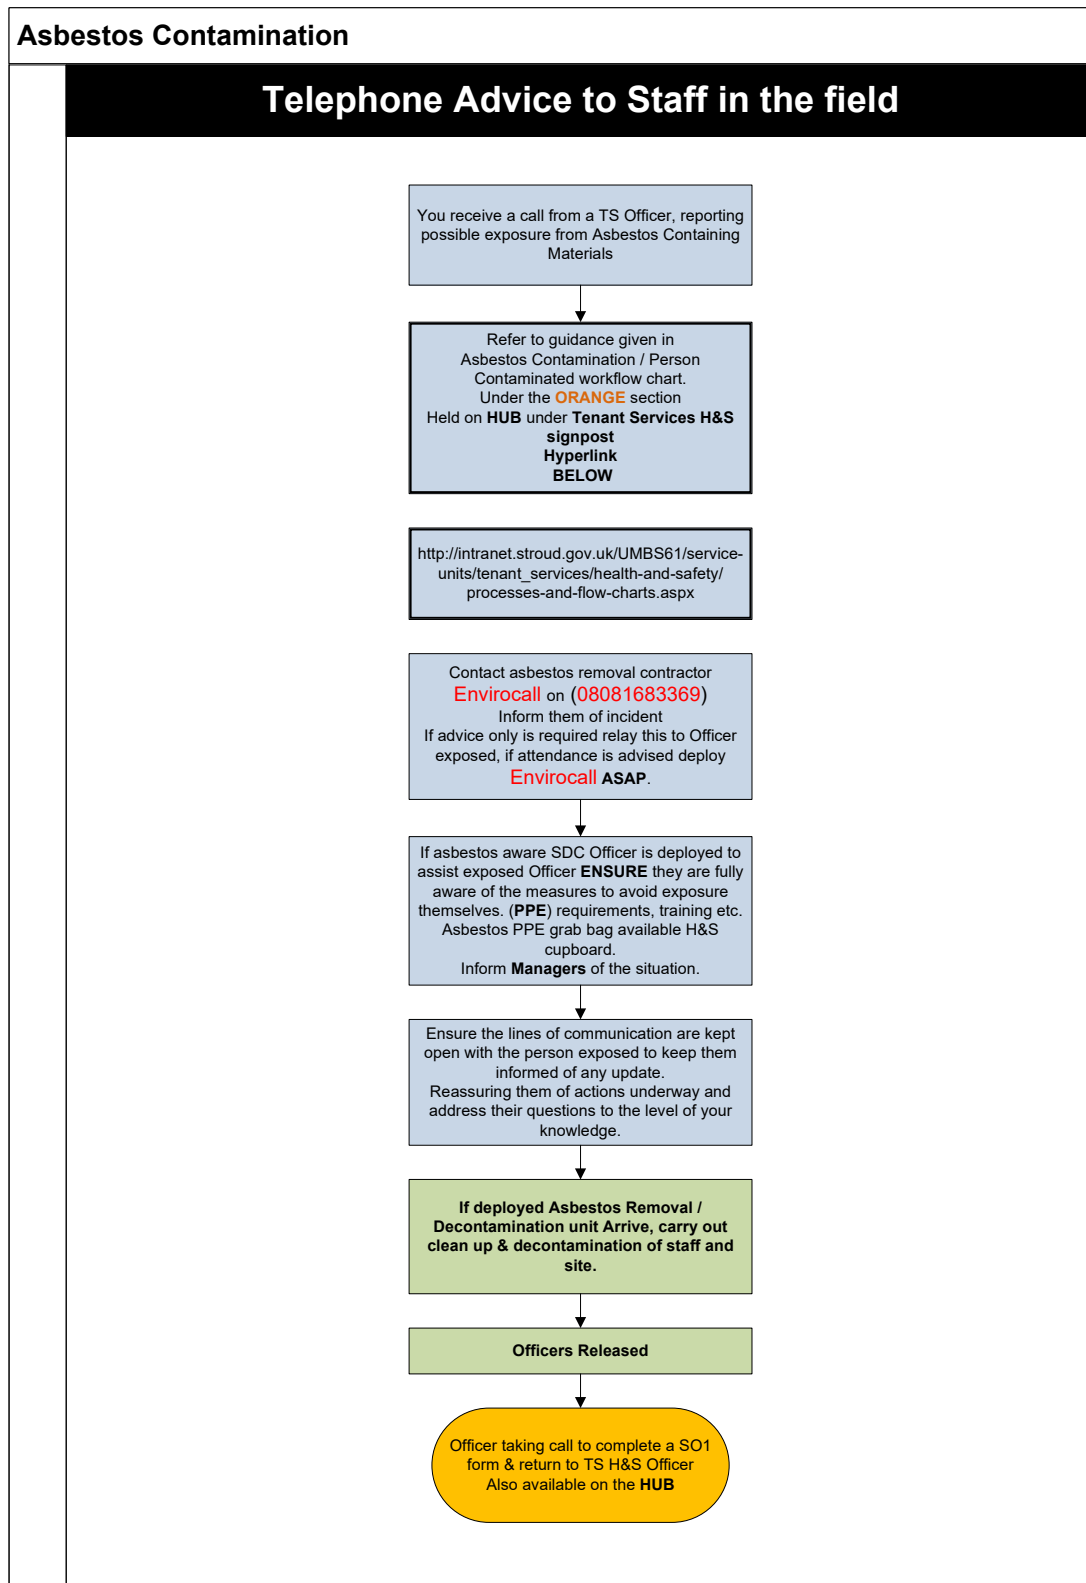 Asbestos Contamination
Telephone Advice to Staff in the field
You receive a call from a TS Officer, reporting
possible exposure from Asbestos Containing
Materials
Refer to guidance given in
Asbestos Contamination / Person
Contaminated workflow chart.
Under the ORANGE section
Held on HUB under Tenant Services H&S
signpost
Hyperlink
BELOW
http://intranet.stroud.gov.uk/UMBS61/service-
units/tenant_services/health-and-safety/
processes-and-flow-charts.aspx
Contact asbestos removal contractor
Envirocall on (08081683369)
Inform them of incident
If advice only is required relay this to Officer
exposed, if attendance is advised deploy
Envirocall ASAP.
If asbestos aware SDC Officer is deployed to
assist exposed Officer ENSURE they are fully
aware of the measures to avoid exposure
themselves. (PPE) requirements, training etc.
Asbestos PPE grab bag available H&S
cupboard.
Inform Managers of the situation.
Ensure the lines of communication are kept
open with the person exposed to keep them
informed of any update.
Reassuring them of actions underway and
address their questions to the level of your
knowledge.
If deployed Asbestos Removal /
Decontamination unit Arrive, carry out
clean up & decontamination of staff and
site.
Officers Released
Officer taking call to complete a SO1
form & return to TS H&S Officer
Also available on the HUB